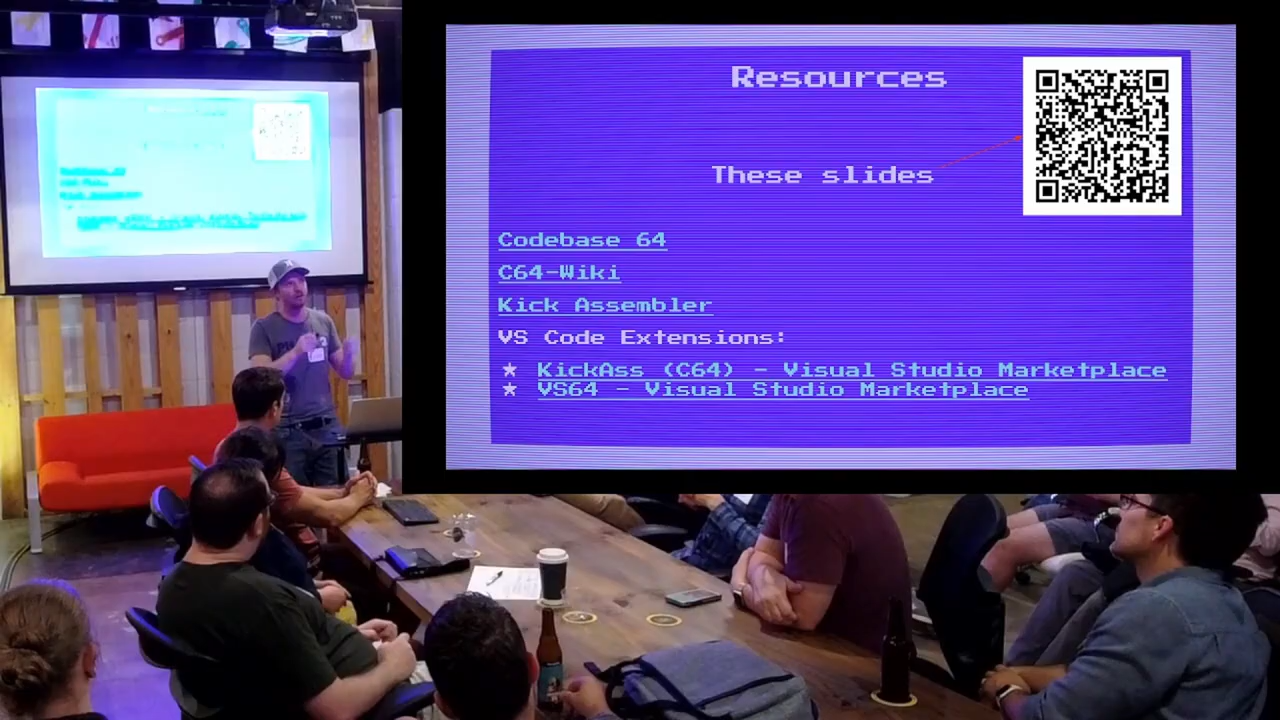 Resources
These slides
Codebase 64
C64-Wiki
Kick Assembler
VS Code Extensions:
★ KickAss (C64) - Visual Studio Marketplace
★ VS64 - Visual Studio Marketplace